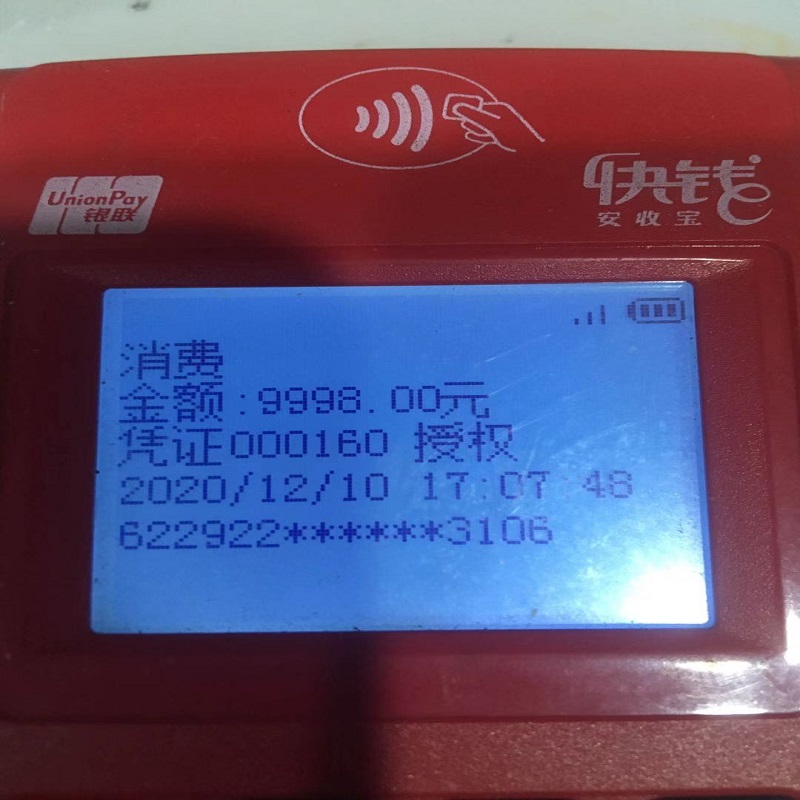 UnionPay
银联
快钱
安收宝
消费
金额:9998.00元
凭证000160 授权
2020/12/10 17:07:48
622922******3106